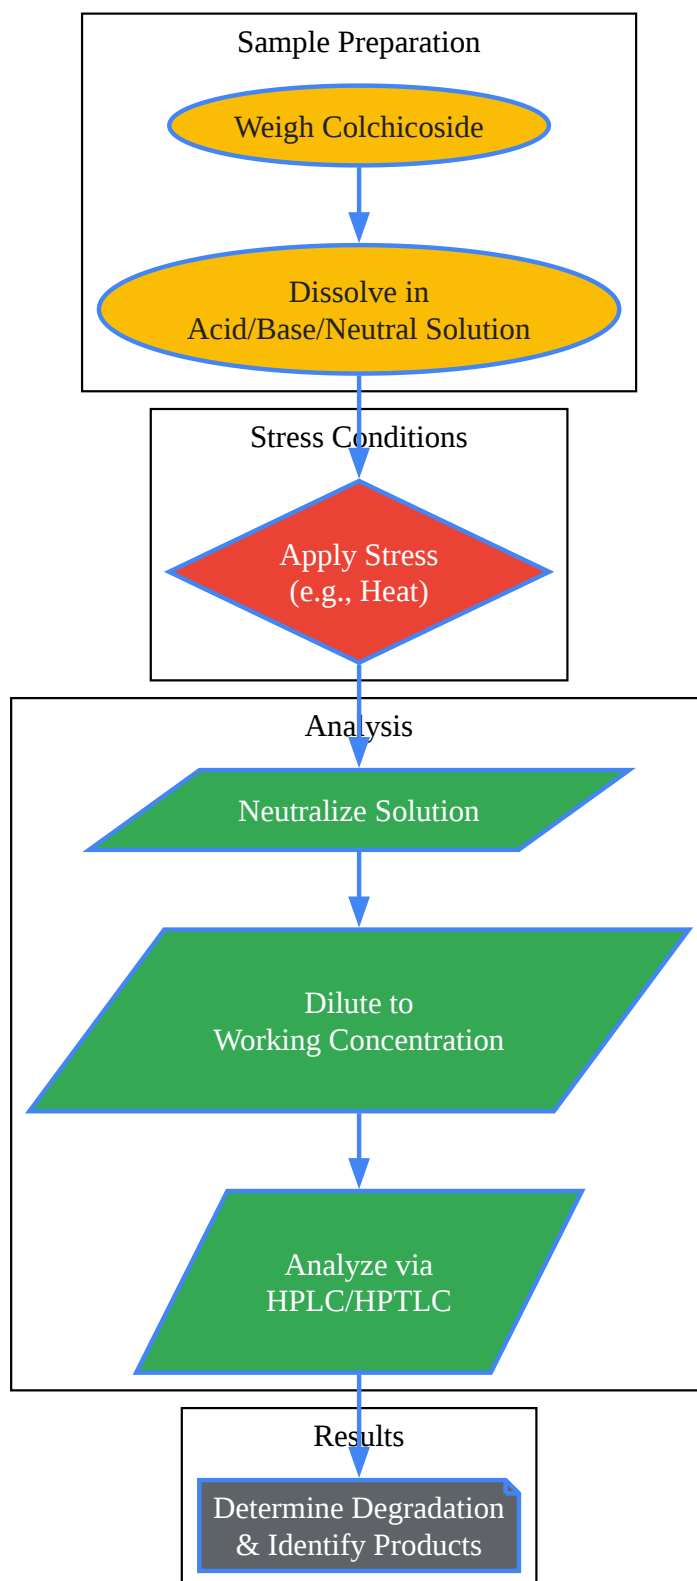 Sample Preparation
Weigh Colchicoside
Dissolve in
Acid/Base/Neutral Solution
Stress Conditions
Apply Stress
(e.g., Heat)
Analysis
Neutralize Solution
Dilute to
Working Concentration
Analyze via
HPLC/HPTLC
Results
Determine Degradation
& Identify Products